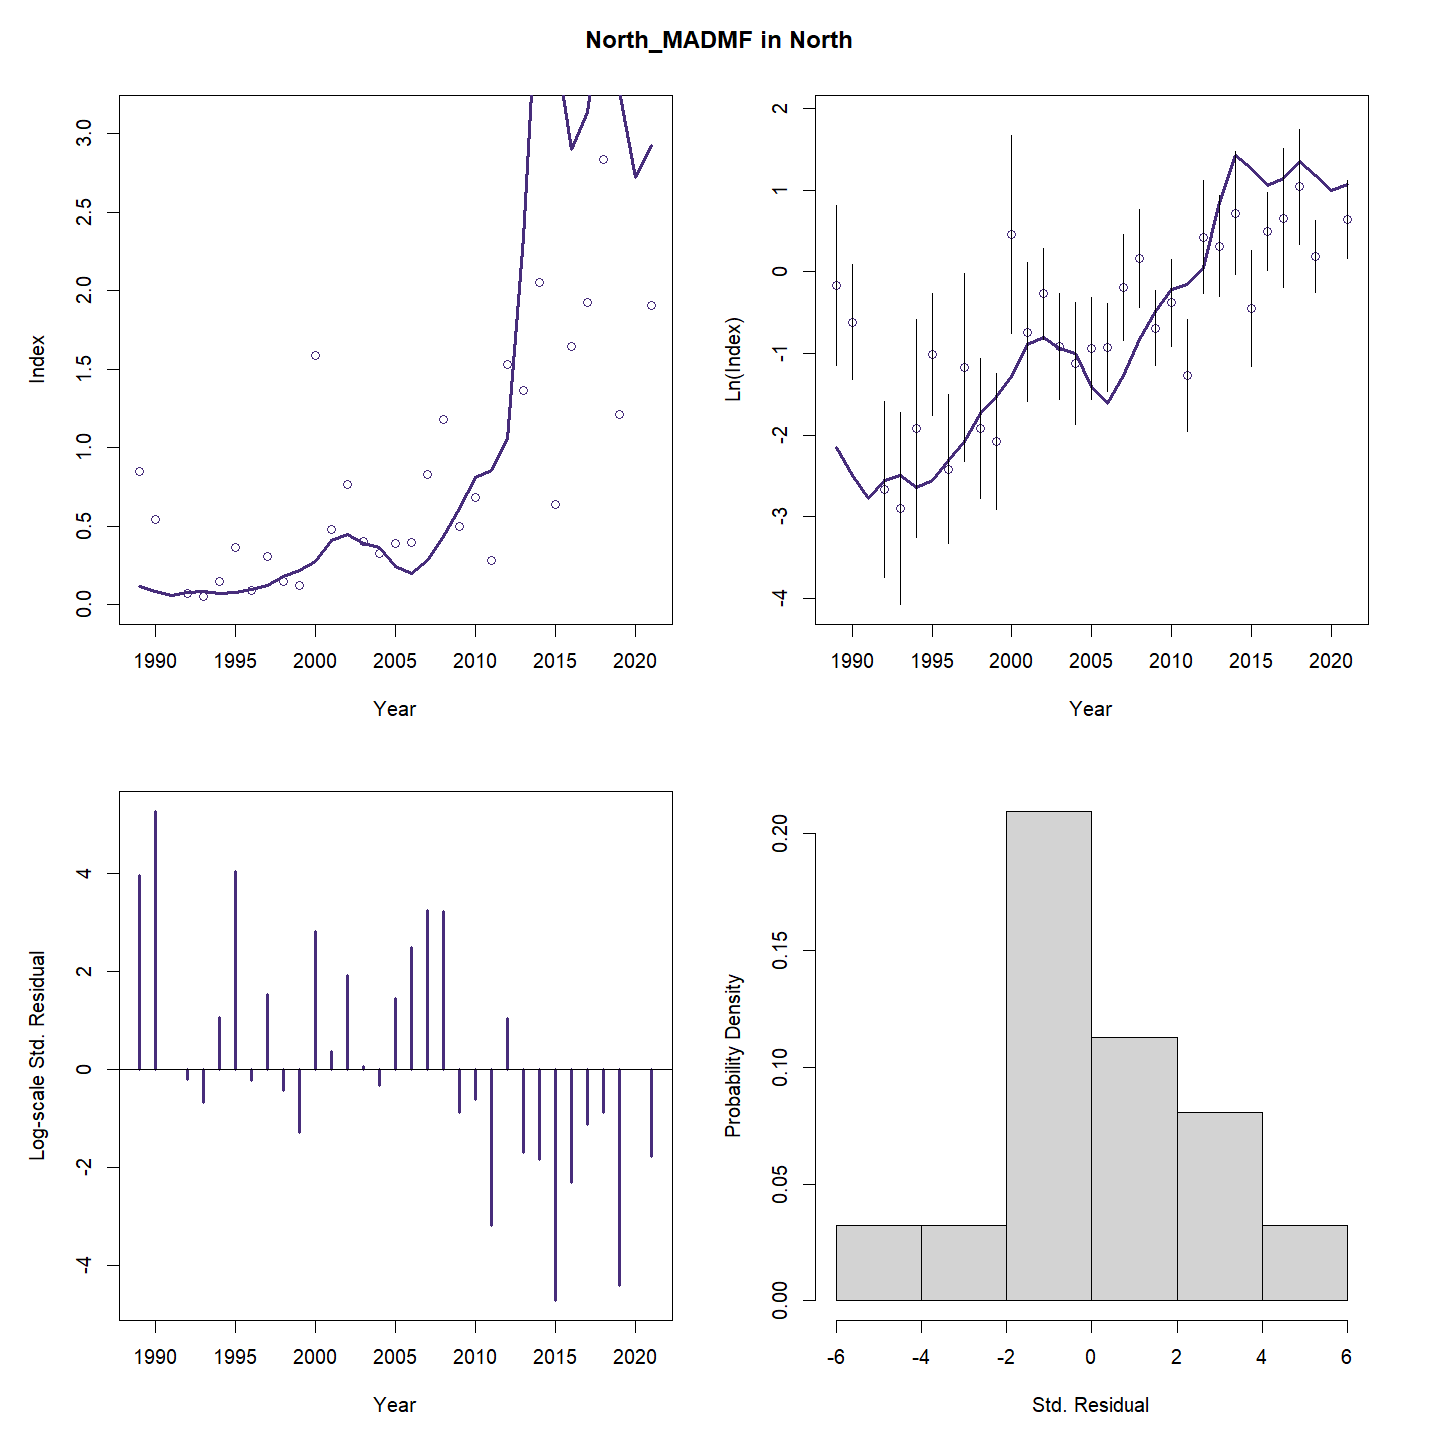 North_MADMF in North
Index
3.0
2.5
2.0
1.5
1.0
0.5
0.0
1990 1995 2000 2005 2010 2015 2020
Year
Ln(Index)
2
1
0
-1
-2
-3
-4
1990 1995 2000 2005 2010 2015 2020
Year
Log-scale Std. Residual
4
2
0
-2
-4
1990 1995 2000 2005 2010 2015 2020
Year
Probability Density
0.20
0.15
0.10
0.05
0.00
-6 -4 -2 0 2 4 6
Std. Residual